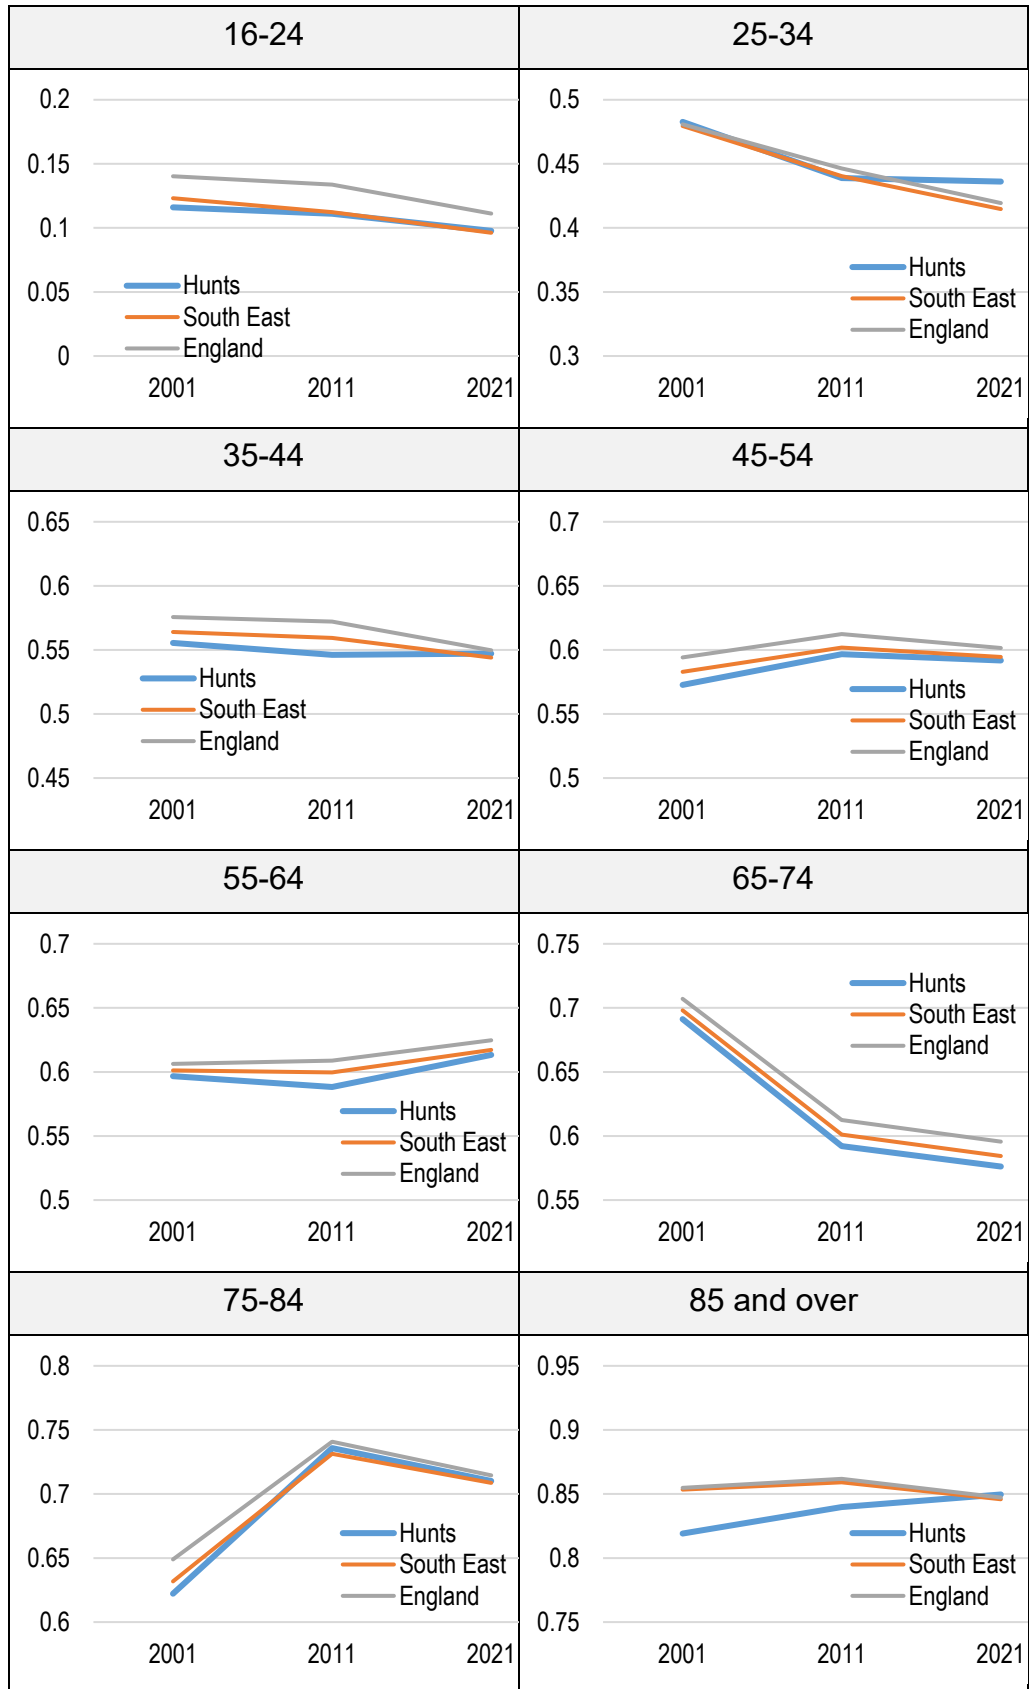 16-24
0.2
0.15
0.1
0.05
0
Hunts
South East
England
2001 2011 2021
25-34
0.5
0.45
0.4
0.35
0.3
Hunts
South East
England
2001 2011 2021
35-44
0.65
0.6
0.55
0.5
0.45
Hunts
South East
England
2001 2011 2021
45-54
0.7
0.65
0.6
0.55
0.5
Hunts
South East
England
2001 2011 2021
55-64
0.7
0.65
0.6
0.55
0.5
Hunts
South East
England
2001 2011 2021
65-74
0.75
0.7
0.65
0.6
0.55
Hunts
South East
England
2001 2011 2021
75-84
0.8
0.75
0.7
0.65
0.6
Hunts
South East
England
2001 2011 2021
85 and over
0.95
0.9
0.85
0.8
0.75
Hunts
South East
England
2001 2011 2021